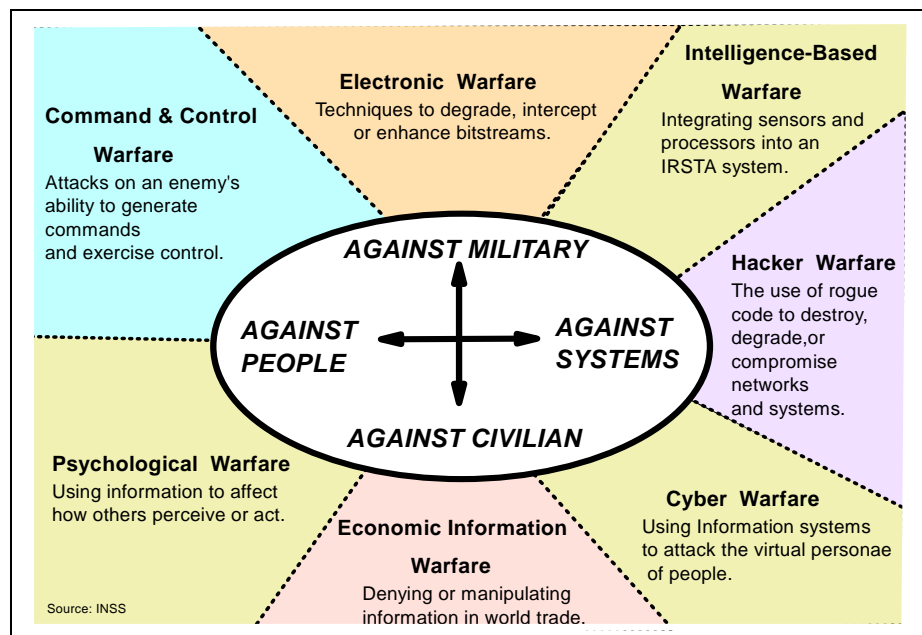 Command & Control
Warfare
Attacks on an enemy's
ability to generate
commands
and exercise control.
Electronic Warfare
Techniques to degrade, intercept
or enhance bitstreams.
Intelligence-Based
Warfare
Integrating sensors and
processors into an
IRSTA system.
Hacker Warfare
The use of rogue
code to destroy,
degrade,or
compromise
networks
and systems.
AGAINST MILITARY
AGAINST
PEOPLE
AGAINST
SYSTEMS
AGAINST CIVILIAN
Psychological Warfare
Using information to affect
how others perceive or act.
Economic Information
Warfare
Denying or manipulating
information in world trade.
Cyber Warfare
Using Information systems
to attack the virtual personae
of people.
Source: INSS